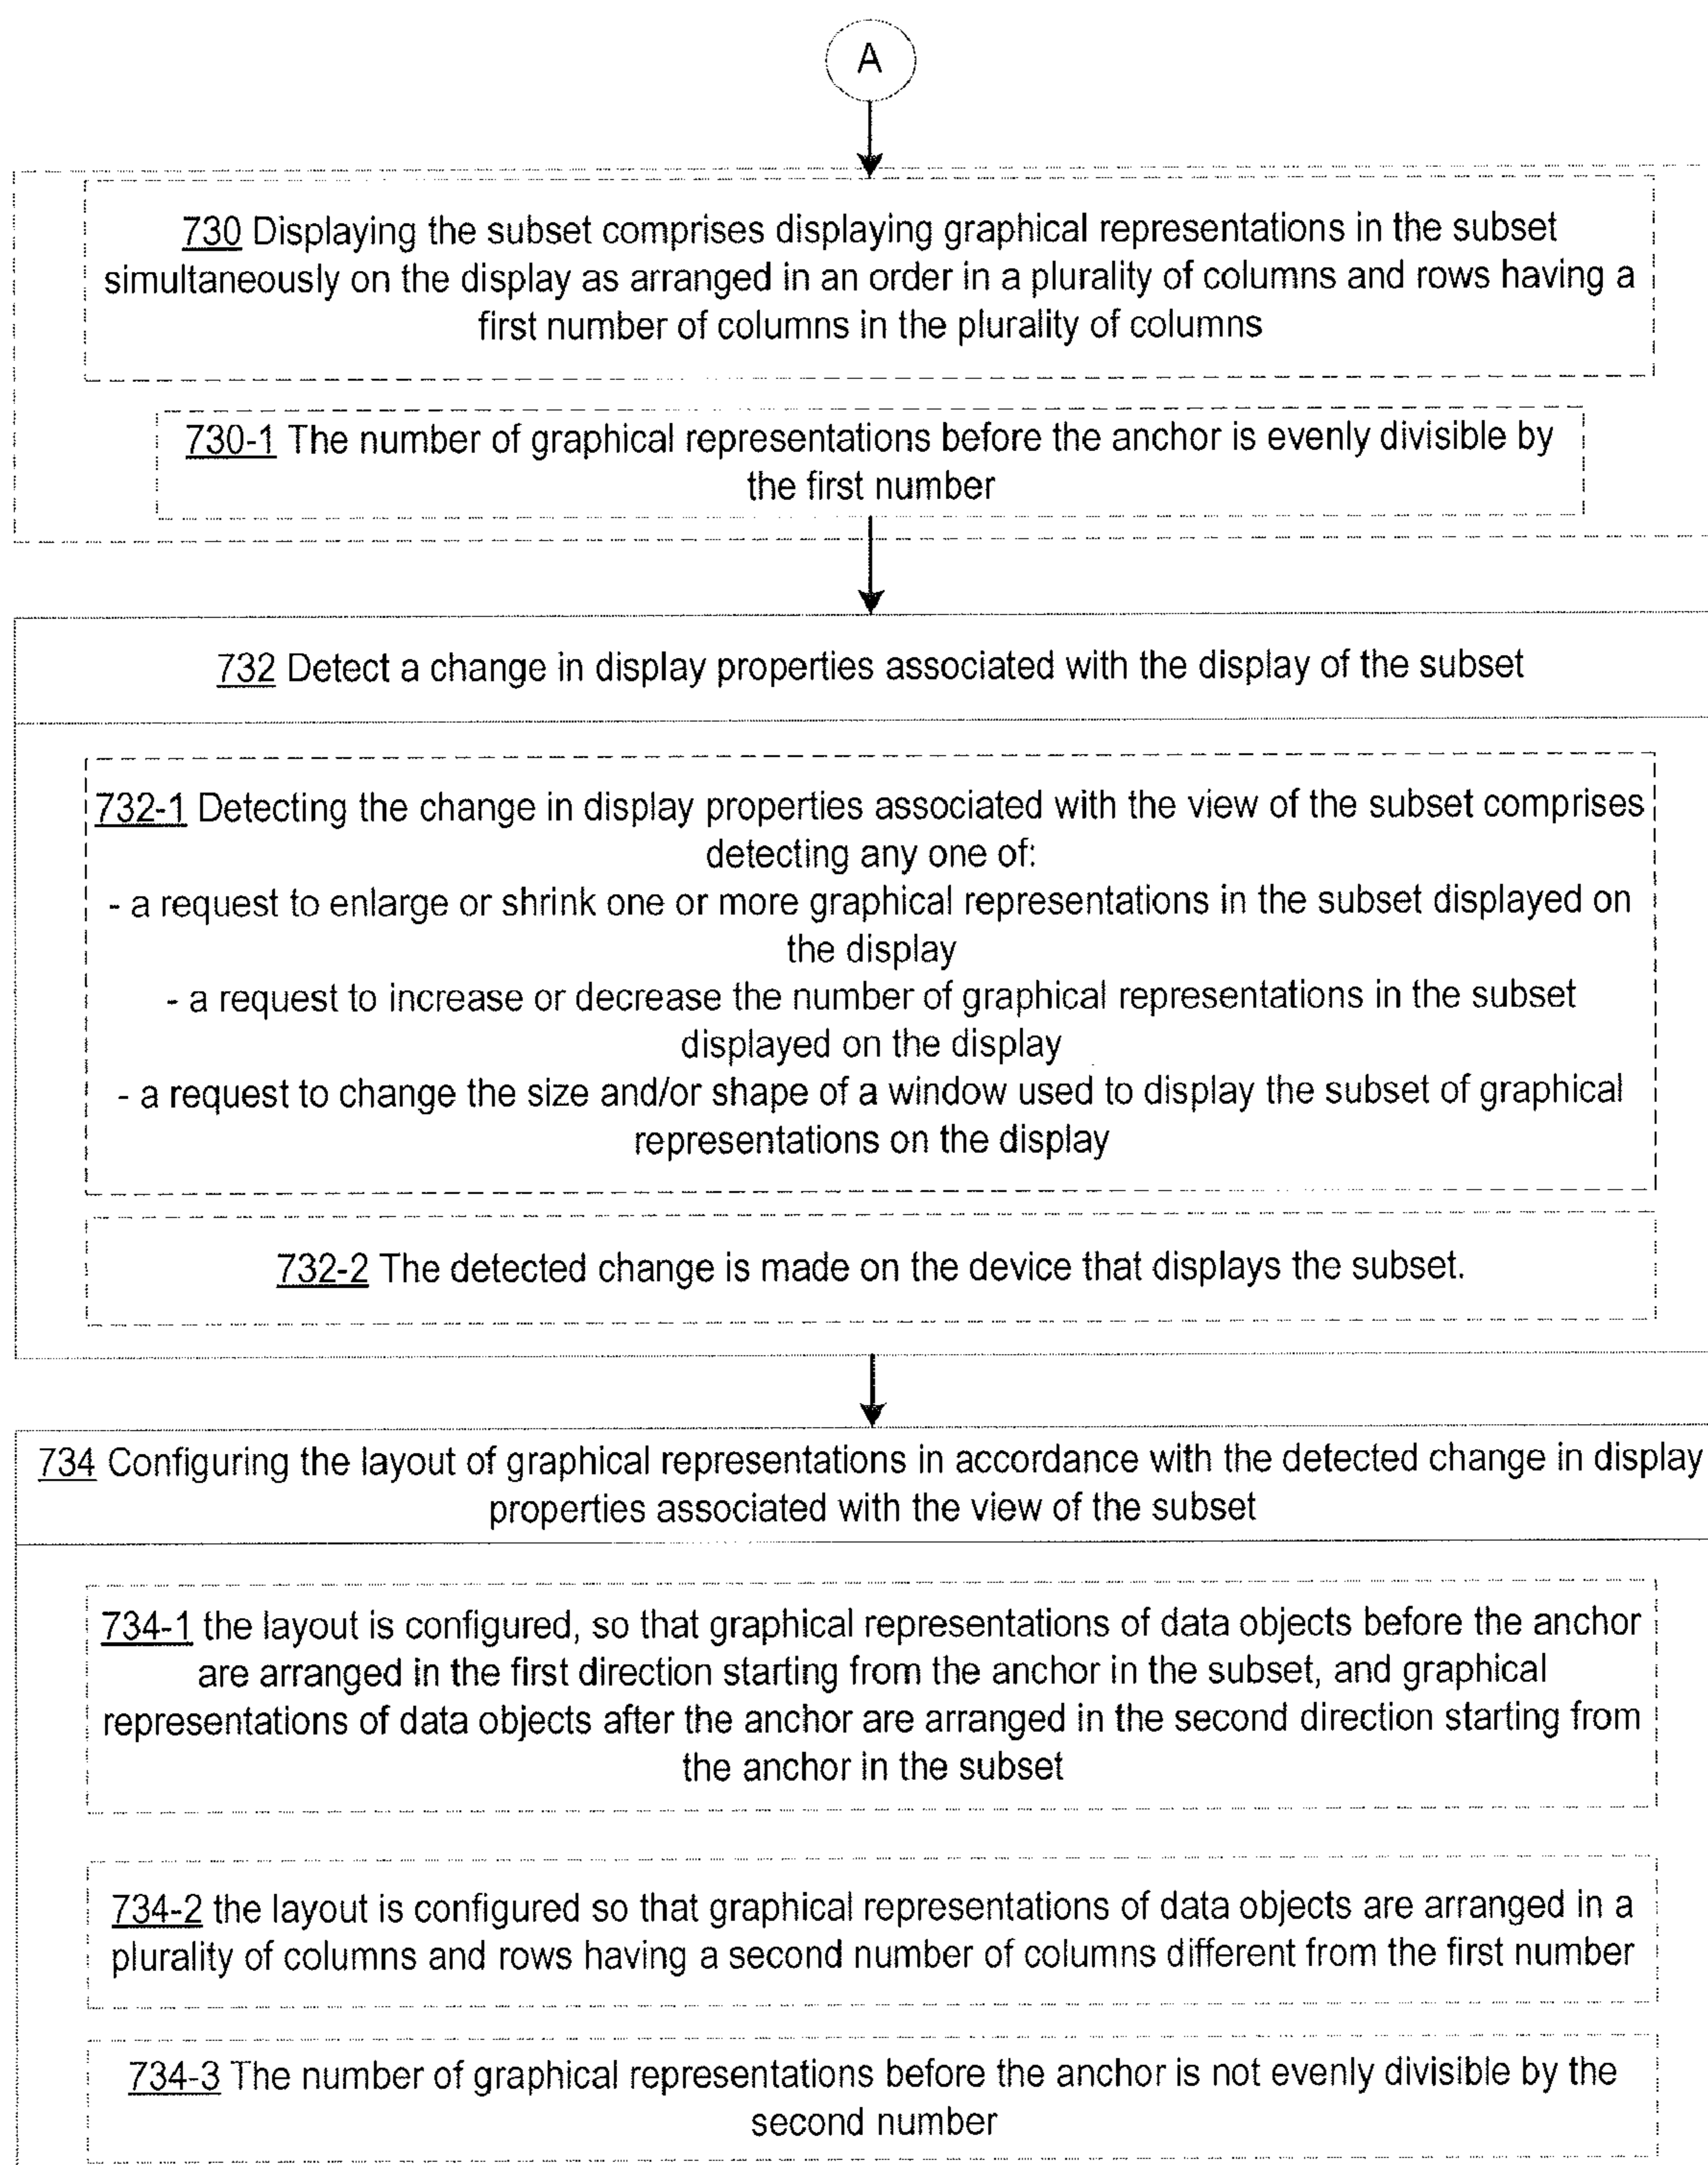 A
730 Displaying the subset comprises displaying graphical representations in the subset
simultaneously on the display as arranged in an order in a plurality of columns and rows having a
first number of columns in the plurality of columns
730-1 The number of graphical representations before the anchor is evenly divisible by
the first number
732 Detect a change in display properties associated with the display of the subset
732-1 Detecting the change in display properties associated with the view of the subset comprises
detecting any one of:
- a request to enlarge or shrink one or more graphical representations in the subset displayed on
the display
- a request to increase or decrease the number of graphical representations in the subset
displayed on the display
- a request to change the size and/or shape of a window used to display the subset of graphical
representations on the display
732-2 The detected change is made on the device that displays the subset.
734 Configuring the layout of graphical representations in accordance with the detected change in display
properties associated with the view of the subset
734-1 the layout is configured, so that graphical representations of data objects before the anchor
are arranged in the first direction starting from the anchor in the subset, and graphical
representations of data objects after the anchor are arranged in the second direction starting from
the anchor in the subset
734-2 the layout is configured so that graphical representations of data objects are arranged in a
plurality of columns and rows having a second number of columns different from the first number
734-3 The number of graphical representations before the anchor is not evenly divisible by the
second number